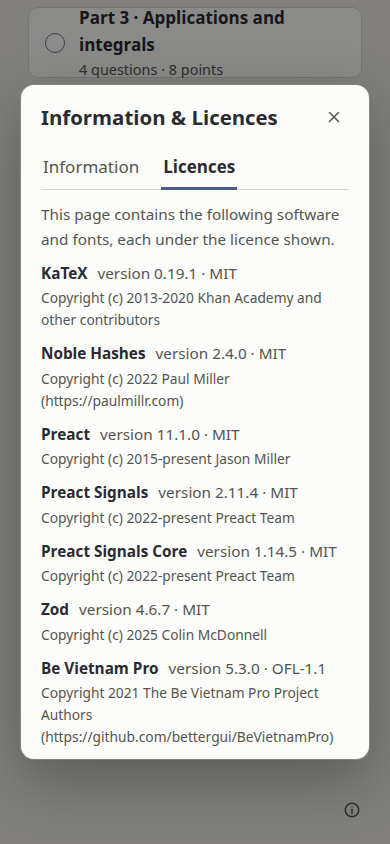 Part 3 · Applications and
integrals
4 questions · 8 points
Information & Licences
Information Licences
This page contains the following software
and fonts, each under the licence shown.
KaTeX version 0.19.1 · MIT
Copyright (c) 2013-2020 Khan Academy and
other contributors
Noble Hashes version 2.4.0 · MIT
Copyright (c) 2022 Paul Miller
(https://paulmillr.com)
Preact version 11.1.0 · MIT
Copyright (c) 2015-present Jason Miller
Preact Signals version 2.11.4 · MIT
Copyright (c) 2022-present Preact Team
Preact Signals Core version 1.14.5 · MIT
Copyright (c) 2022-present Preact Team
Zod version 4.6.7 · MIT
Copyright (c) 2025 Colin McDonnell
Be Vietnam Pro version 5.3.0 · OFL-1.1
Copyright 2021 The Be Vietnam Pro Project
Authors
(https://github.com/bettergui/BeVietnamPro)